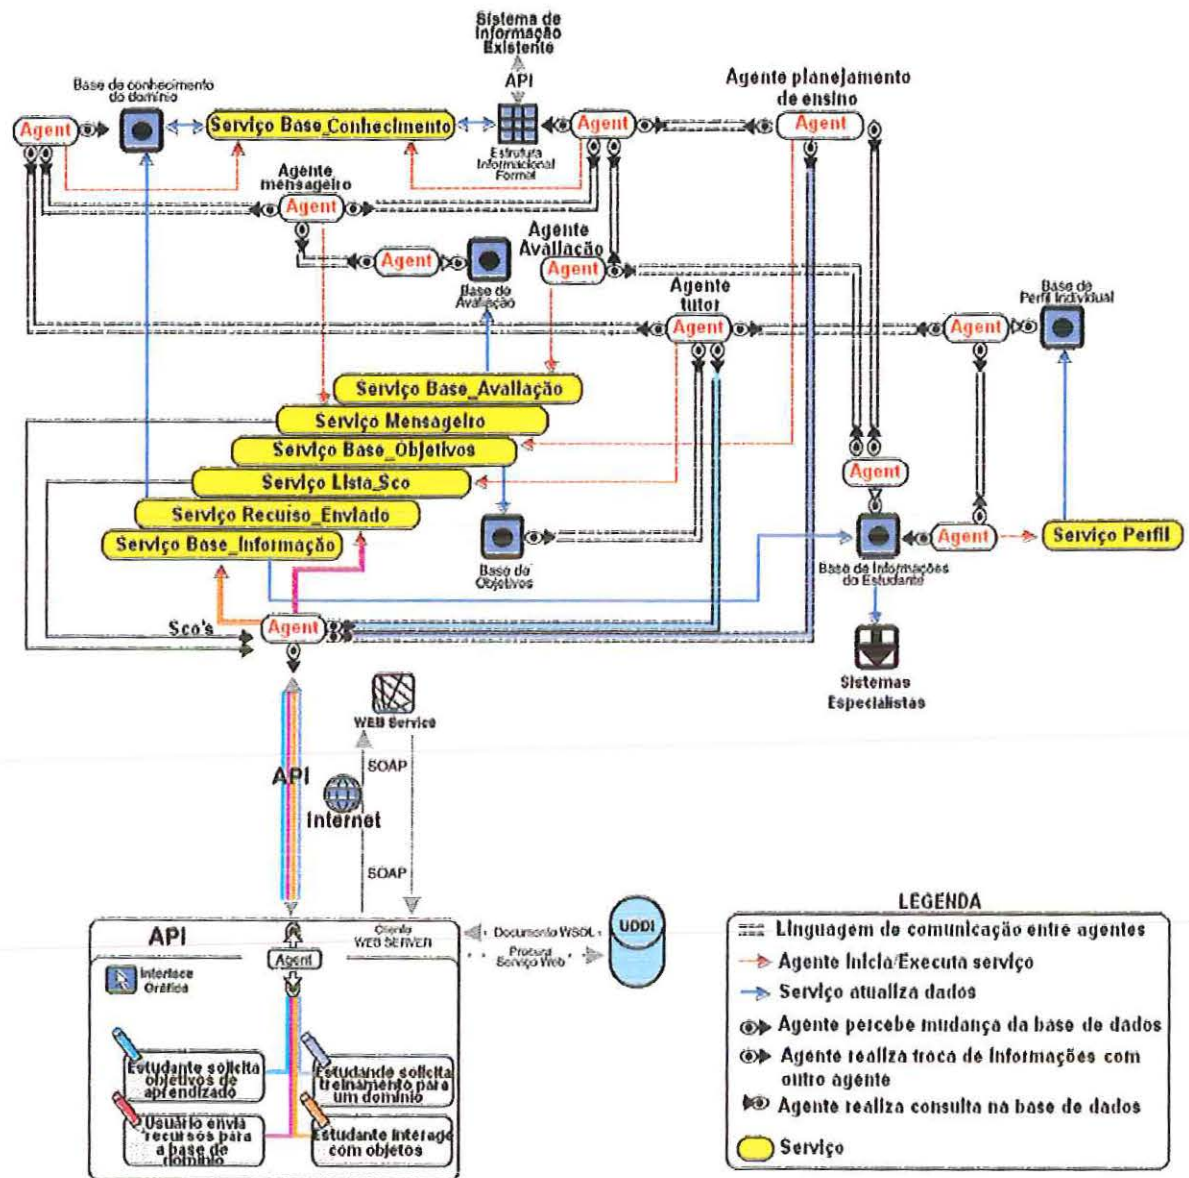 Sistema de
Informação
Existente
API
Agente planejamento
de ensino
Base de conhecimento
do domínio
Agent
Serviço Base_Conhecimento
Estrutura
Informacional
Formal
Agent
Agent
Agente
mensageiro
Agent
Agente
Avaliação
Agent
Agent
Base de
Avaliação
Agente
tutor
Agent
Base de
Perfil Individual
Agent
Serviço Base_Avaliação
Serviço Mensageiro
Serviço Base_Objetivos
Serviço Lista_Sco
Serviço Recurso_Enviado
Serviço Base_Informação
Agent
Base de
Objetivos
Agent
Serviço Perfil
Base de Informações
do Estudante
Sco's
Agent
Sistemas
Especialistas
WEB Service
API
SOAP
Internet
SOAP
API
Cliente
WEB SERVER
Documento WSDL
Procura
Serviço Web
UDDI
Agent
Interface
Gráfica
Estudante solicita
objetivos de
aprendizado
Estudande solicita
treinamento para
um domínio
Usuário envia
recursos para
a base de
domínio
Estudante interage
com objetos
LEGENDA
Linguagem de comunicação entre agentes
Agente Inicia/Executa serviço
Serviço atualiza dados
Agente percebe mudança da base de dados
Agente realiza troca de Informações com
outro agente
Agente realiza consulta na base de dados
Serviço